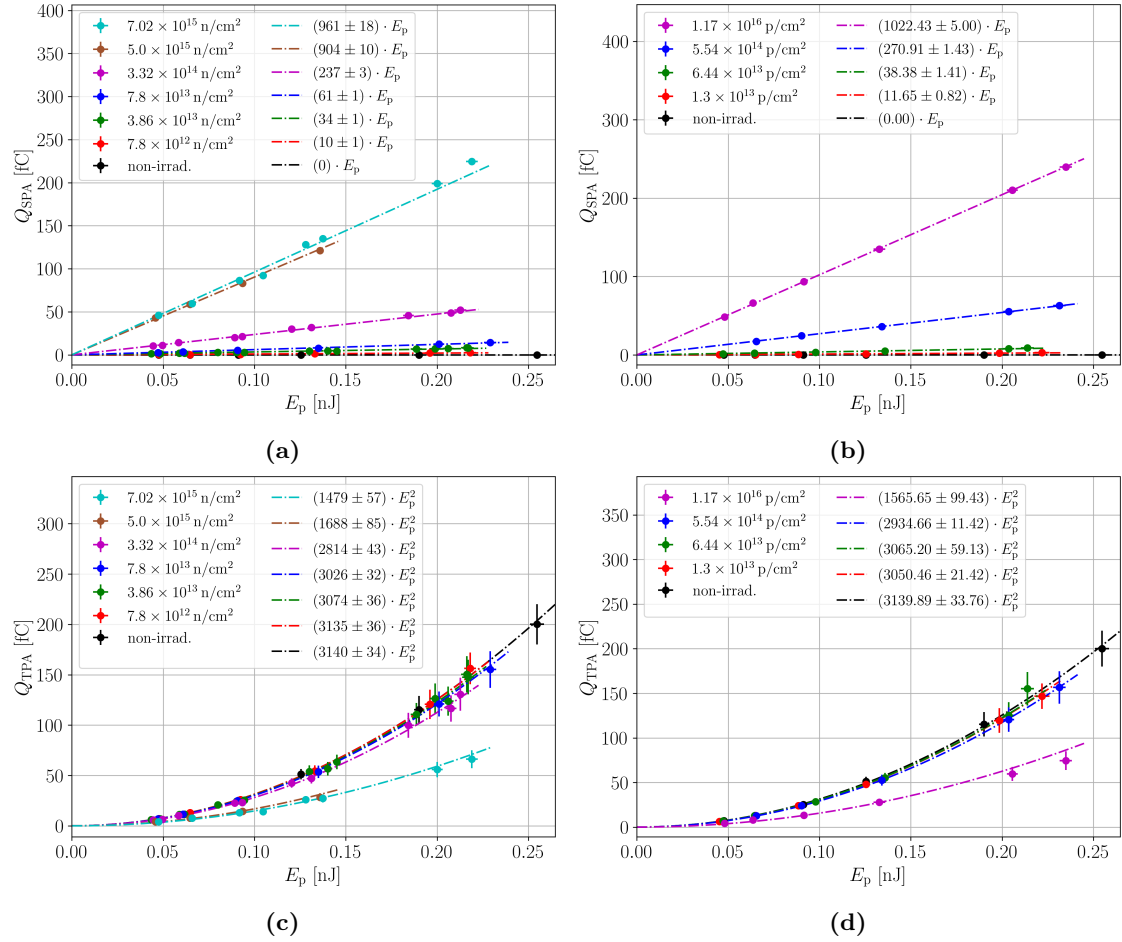 400
350
300
250
200
150
100
50
0
Q_SPA [fC]
7.02 × 10^15 n/cm^2
5.0 × 10^15 n/cm^2
3.32 × 10^14 n/cm^2
7.8 × 10^13 n/cm^2
3.86 × 10^13 n/cm^2
7.8 × 10^12 n/cm^2
non-irrad.
(961 ± 18) · E_p
(904 ± 10) · E_p
(237 ± 3) · E_p
(61 ± 1) · E_p
(34 ± 1) · E_p
(10 ± 1) · E_p
(0) · E_p
0.00 0.05 0.10 0.15 0.20 0.25
E_p [nJ]
(a)
400
300
200
100
0
Q_SPA [fC]
1.17 × 10^16 p/cm^2
5.54 × 10^14 p/cm^2
6.44 × 10^13 p/cm^2
1.3 × 10^13 p/cm^2
non-irrad.
(1022.43 ± 5.00) · E_p
(270.91 ± 1.43) · E_p
(38.38 ± 1.41) · E_p
(11.65 ± 0.82) · E_p
(0.00) · E_p
0.00 0.05 0.10 0.15 0.20 0.25
E_p [nJ]
(b)
300
250
200
150
100
50
0
Q_TPA [fC]
7.02 × 10^15 n/cm^2
5.0 × 10^15 n/cm^2
3.32 × 10^14 n/cm^2
7.8 × 10^13 n/cm^2
3.86 × 10^13 n/cm^2
7.8 × 10^12 n/cm^2
non-irrad.
(1479 ± 57) · E_p^2
(1688 ± 85) · E_p^2
(2814 ± 43) · E_p^2
(3026 ± 32) · E_p^2
(3074 ± 36) · E_p^2
(3135 ± 36) · E_p^2
(3140 ± 34) · E_p^2
0.00 0.05 0.10 0.15 0.20 0.25
E_p [nJ]
(c)
350
300
250
200
150
100
50
0
Q_TPA [fC]
1.17 × 10^16 p/cm^2
5.54 × 10^14 p/cm^2
6.44 × 10^13 p/cm^2
1.3 × 10^13 p/cm^2
non-irrad.
(1565.65 ± 99.43) · E_p^2
(2934.66 ± 11.42) · E_p^2
(3065.20 ± 59.13) · E_p^2
(3050.46 ± 21.42) · E_p^2
(3139.89 ± 33.76) · E_p^2
0.00 0.05 0.10 0.15 0.20 0.25
E_p [nJ]
(d)